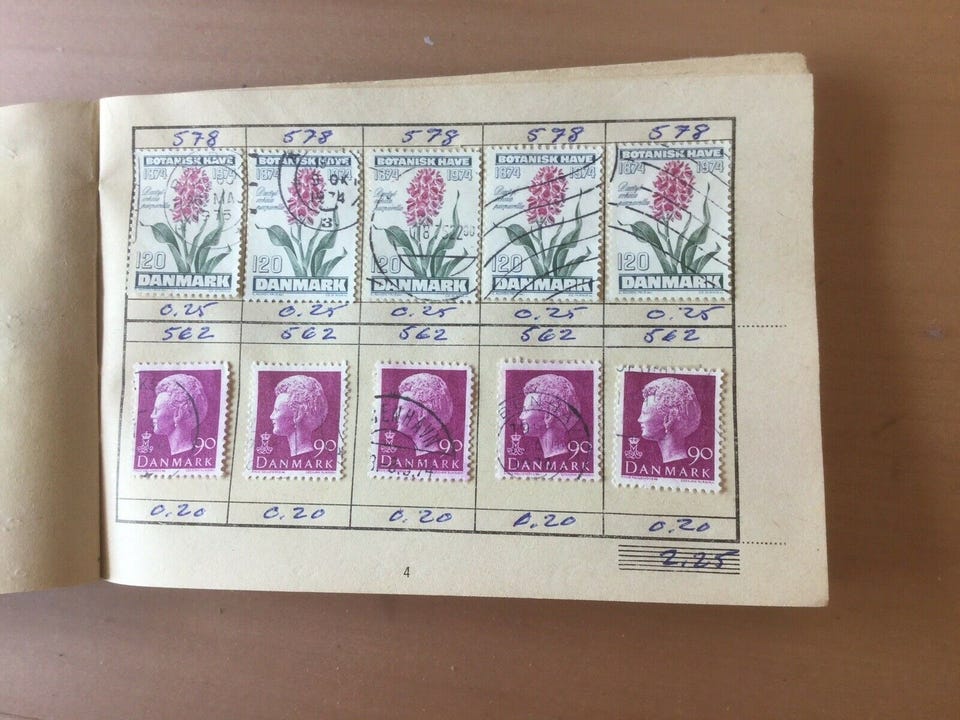 578 578 578 578 578
BOTANISK HAVE BOTANISK HAVE BOTANISK HAVE BOTANISK HAVE
1874 1974 1874 1974 1874 1974 1874 1974 1874 1974
120 120 20 120 120
DANMARK DANMARK DANMARK DANMARK DANMARK
0.25 0.25 0.25 0.25 0.25
562 562 562 562 562
90 90 90 90 90
DANMARK DANMARK DANMARK DANMARK DANMARK
0.20 0.20 0.20 0.20 0.20
2.25
4